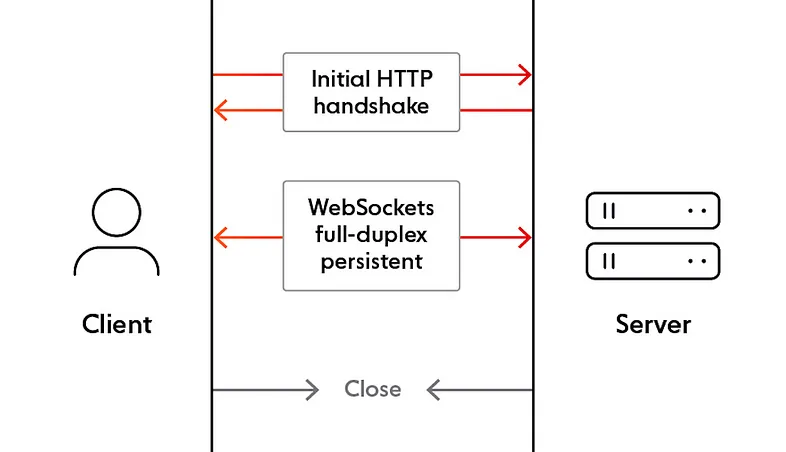 Initial HTTP
handshake
WebSockets
full-duplex
persistent
Client
Server
Close